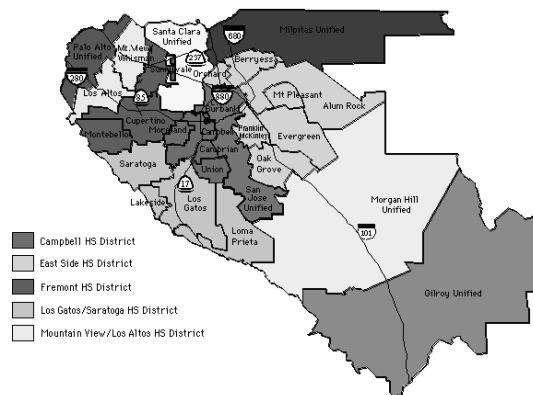 Milpitas Unified
Santa Clara
Unified
680
Palo Alto
Unified
Mt. View
Whisman
237
Berryessa
Orchard
Sunnyvale
280
Mt Pleasant
Los Altos
85
880
Alum Rock
Burbank
Cupertino
Moreland
Campbell
Franklin
McKinley
Montebello
Evergreen
Cambrian
Saratoga
Union
Oak
Grove
17
San
Jose
Unified
Lakeside
Los
Gatos
Morgan Hill
Unified
Loma
Prieta
101
Campbell HS District
East Side HS District
Gilroy Unified
Fremont HS District
Los Gatos/Saratoga HS District
Mountain View/Los Altos HS District